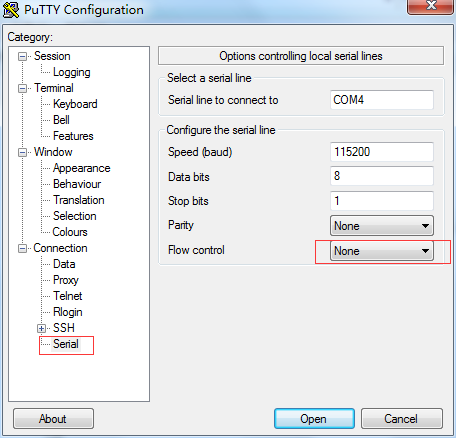 PuTTY Configuration
Category:
Session
Logging
Terminal
Keyboard
Bell
Features
Window
Appearance
Behaviour
Translation
Selection
Colours
Connection
Data
Proxy
Telnet
Rlogin
SSH
Serial
Options controlling local serial lines
Select a serial line
Serial line to connect to COM4
Configure the serial line
Speed (baud) 115200
Data bits 8
Stop bits 1
Parity None
Flow control None
About Open Cancel